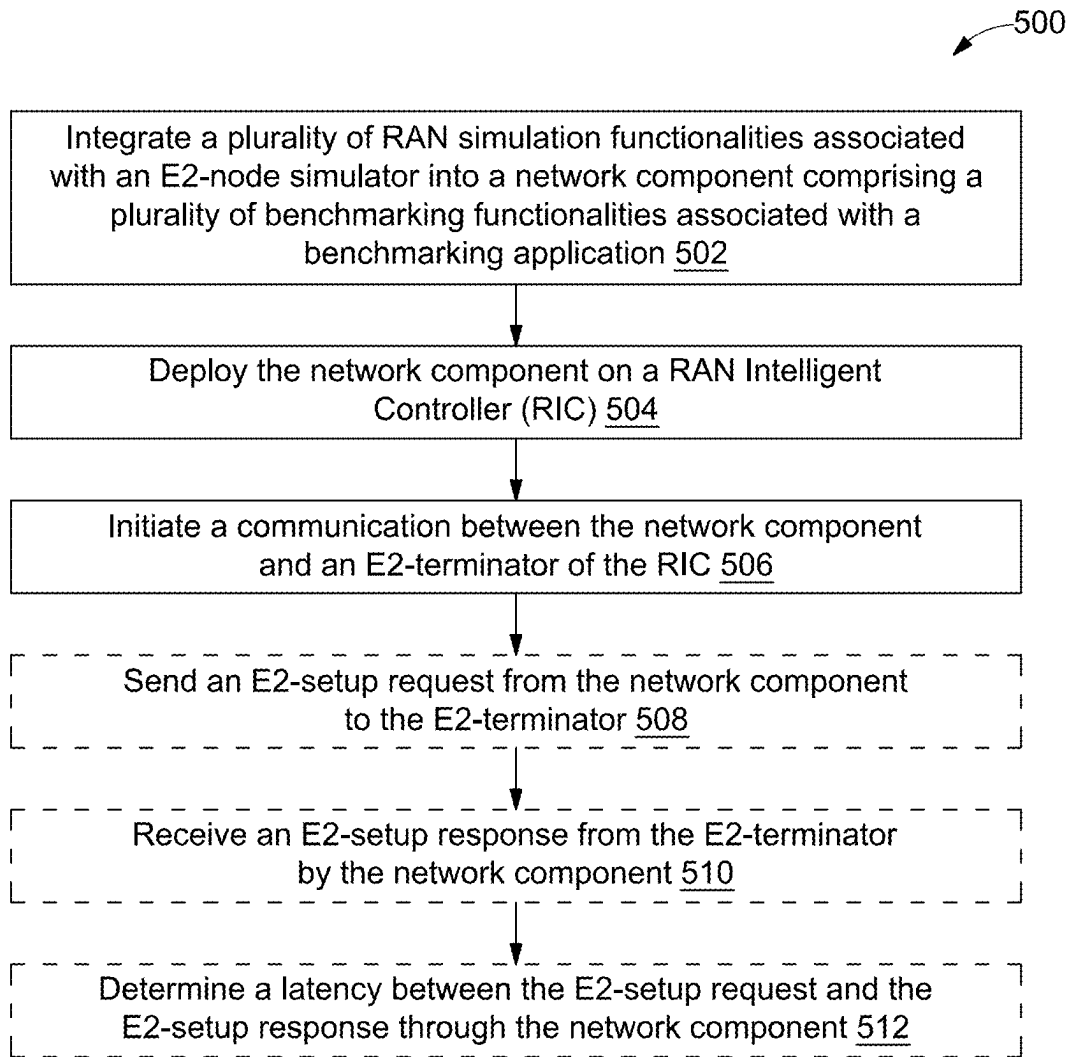 500
Integrate a plurality of RAN simulation functionalities associated
with an E2-node simulator into a network component comprising a
plurality of benchmarking functionalities associated with a
benchmarking application 502
Deploy the network component on a RAN Intelligent
Controller (RIC) 504
Initiate a communication between the network component
and an E2-terminator of the RIC 506
Send an E2-setup request from the network component
to the E2-terminator 508
Receive an E2-setup response from the E2-terminator
by the network component 510
Determine a latency between the E2-setup request and the
E2-setup response through the network component 512